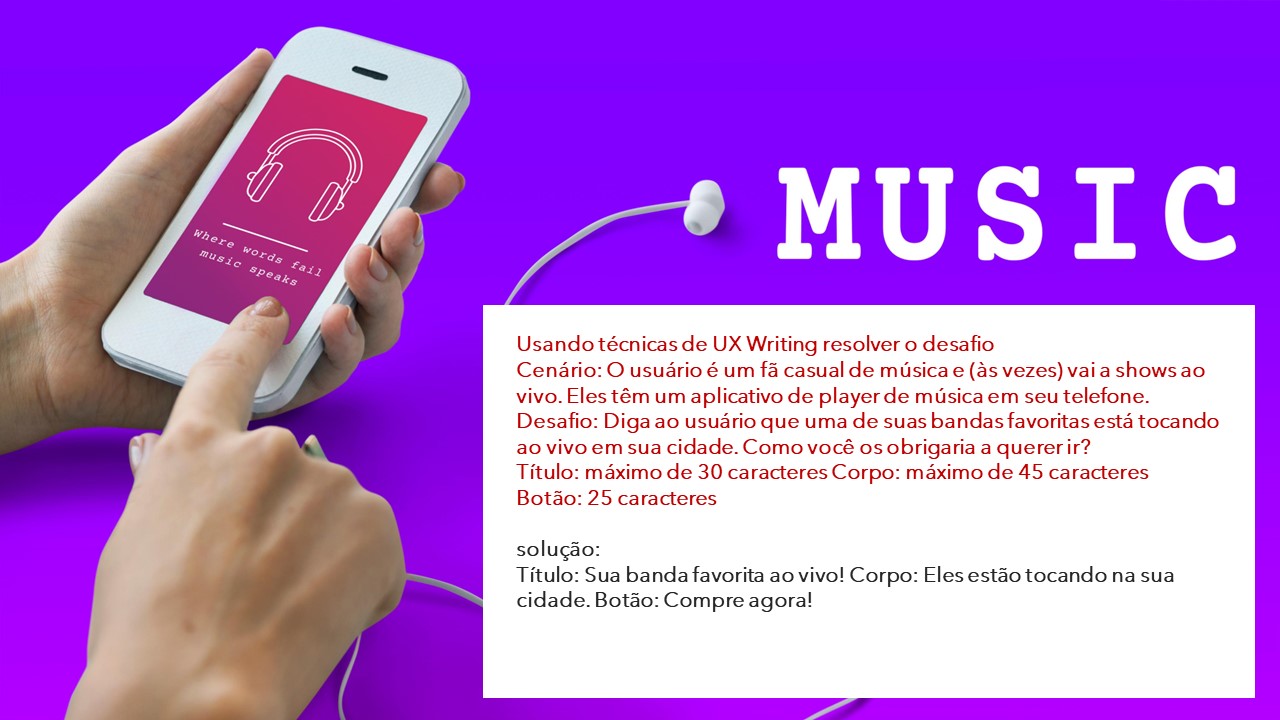 Where words fail
music speaks
MUSIC
Usando técnicas de UX Writing resolver o desafio
Cenário: O usuário é um fã casual de música e (às vezes) vai a shows ao
vivo. Eles têm um aplicativo de player de música em seu telefone.
Desafio: Diga ao usuário que uma de suas bandas favoritas está tocando
ao vivo em sua cidade. Como você os obrigaria a querer ir?
Título: máximo de 30 caracteres Corpo: máximo de 45 caracteres
Botão: 25 caracteres
solução:
Título: Sua banda favorita ao vivo! Corpo: Eles estão tocando na sua
cidade. Botão: Compre agora!